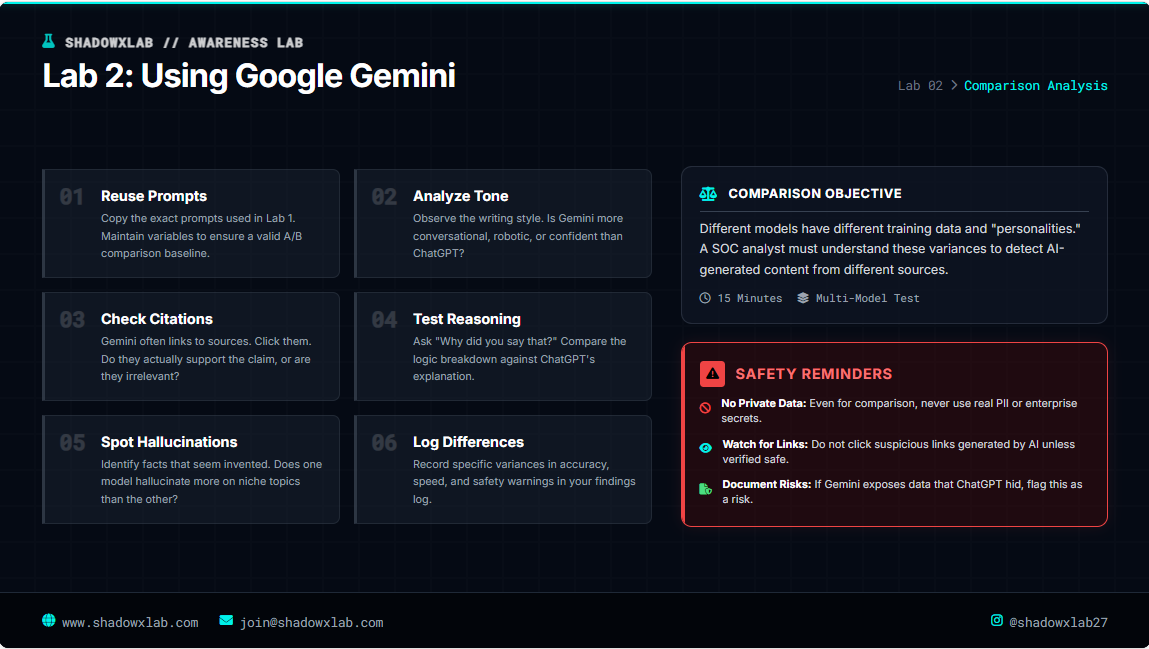 SHADOWXLAB // AWARENESS LAB
Lab 2: Using Google Gemini
Lab 02 > Comparison Analysis
01 Reuse Prompts
Copy the exact prompts used in Lab 1.
Maintain variables to ensure a valid A/B
comparison baseline.
02 Analyze Tone
Observe the writing style. Is Gemini more
conversational, robotic, or confident than
ChatGPT?
03 Check Citations
Gemini often links to sources. Click them.
Do they actually support the claim, or are
they irrelevant?
04 Test Reasoning
Ask "Why did you say that?" Compare the
logic breakdown against ChatGPT's
explanation.
05 Spot Hallucinations
Identify facts that seem invented. Does one
model hallucinate more on niche topics
than the other?
06 Log Differences
Record specific variances in accuracy,
speed, and safety warnings in your findings
log.
COMPARISON OBJECTIVE
Different models have different training data and "personalities."
A SOC analyst must understand these variances to detect AI-
generated content from different sources.
15 Minutes Multi-Model Test
SAFETY REMINDERS
No Private Data: Even for comparison, never use real PII or enterprise
secrets.
Watch for Links: Do not click suspicious links generated by AI unless
verified safe.
Document Risks: If Gemini exposes data that ChatGPT hid, flag this as
a risk.
www.shadowxlab.com join@shadowxlab.com @shadowxlab27